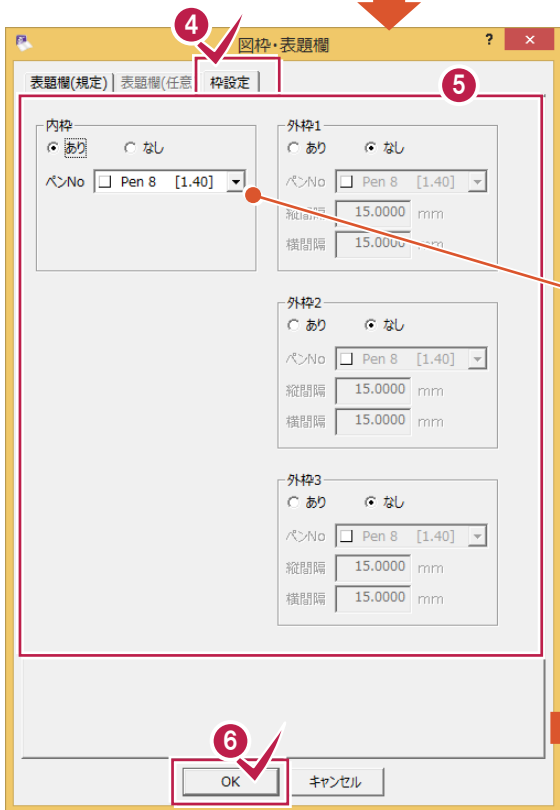 4
図枠・表題欄 ? ×
表題欄(規定) 表題欄(任意 枠設定
5
内枠
あり なし
ペンNo Pen 8 [1.40]
外枠1
あり なし
ペンNo Pen 8 [1.40]
縦間隔 15.0000 mm
横間隔 15.0000 mm
外枠2
あり なし
ペンNo Pen 8 [1.40]
縦間隔 15.0000 mm
横間隔 15.0000 mm
外枠3
あり なし
ペンNo Pen 8 [1.40]
縦間隔 15.0000 mm
横間隔 15.0000 mm
6
OK キャンセル